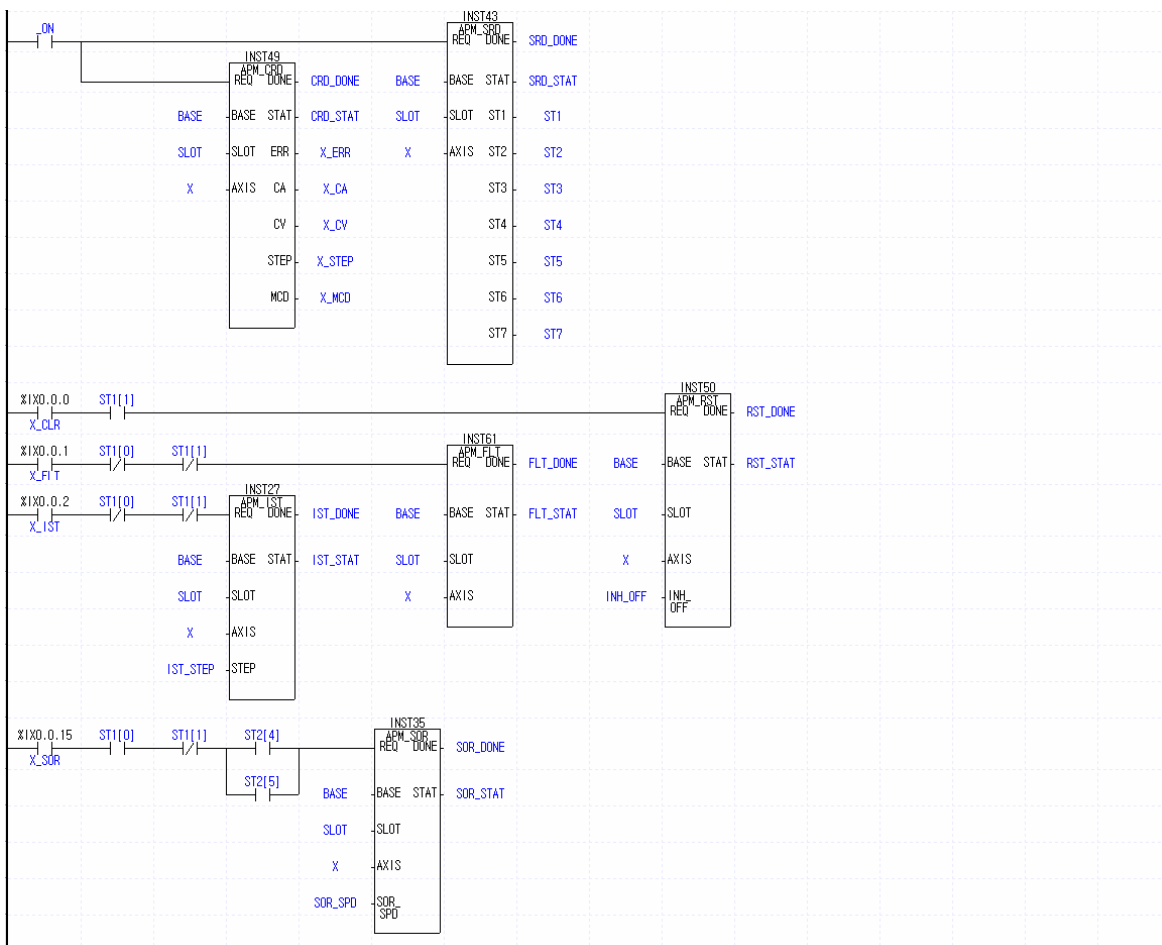 _ON INST43
APM_SRD
REQ DONE SRD_DONE
INST49
APM_CRD
REQ DONE CRD_DONE BASE BASE STAT SRD_STAT
BASE BASE STAT CRD_STAT SLOT SLOT ST1 ST1
SLOT SLOT ERR X_ERR X AXIS ST2 ST2
X AXIS CA X_CA ST3 ST3
CV X_CV ST4 ST4
STEP X_STEP ST5 ST5
MCD X_MCD ST6 ST6
ST7 ST7
INST50
%IX0.0.0 ST1[1] APM_RST
REQ DONE RST_DONE
X_CLR
INST61
%IX0.0.1 ST1[0] ST1[1] APM_FLT
REQ DONE FLT_DONE BASE BASE STAT RST_STAT
X_FLT
INST27
%IX0.0.2 ST1[0] ST1[1] APM_IST
REQ DONE IST_DONE BASE BASE STAT FLT_STAT SLOT SLOT
X_IST
BASE BASE STAT IST_STAT SLOT SLOT X AXIS
SLOT SLOT X AXIS INH_OFF INH_
OFF
X AXIS
IST_STEP STEP
INST35
%IX0.0.15 ST1[0] ST1[1] ST2[4] APM_SOR
REQ DONE SOR_DONE
X_SOR
ST2[5]
BASE BASE STAT SOR_STAT
SLOT SLOT
X AXIS
SOR_SPD SOR_
SPD